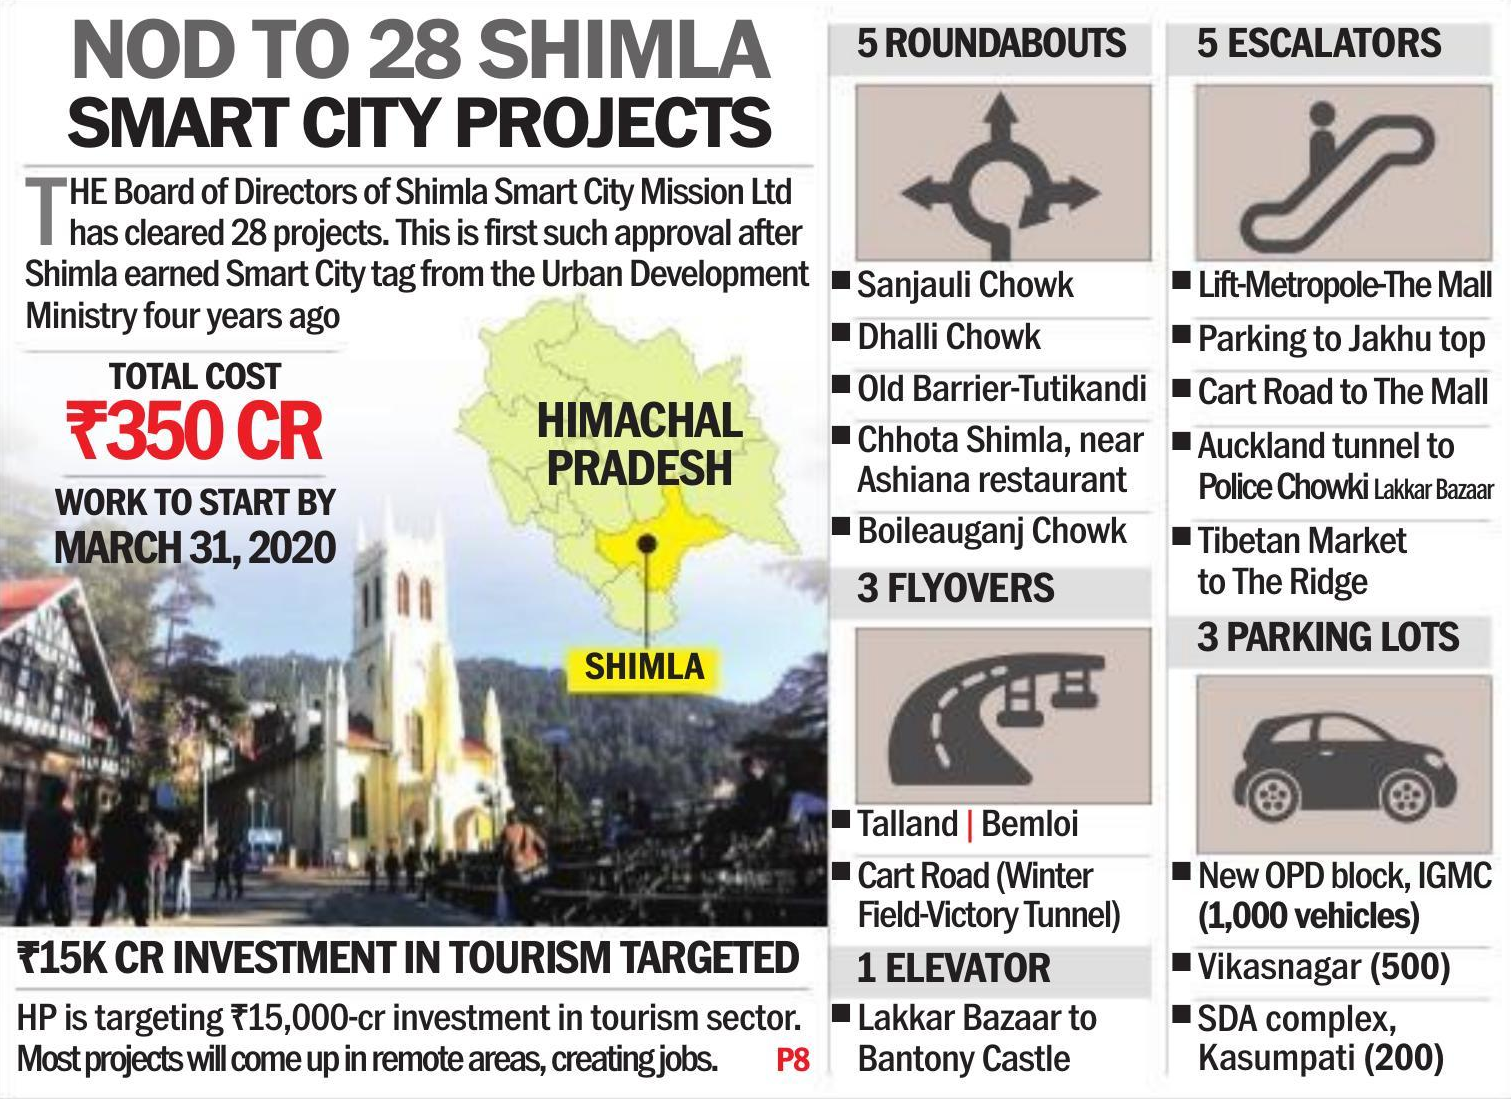 NOD TO 28 SHIMLA
SMART CITY PROJECTS
THE Board of Directors of Shimla Smart City Mission Ltd
has cleared 28 projects. This is first such approval after
Shimla earned Smart City tag from the Urban Development
Ministry four years ago
TOTAL COST
₹350 CR
WORK TO START BY
MARCH 31, 2020
HIMACHAL
PRADESH
SHIMLA
₹15K CR INVESTMENT IN TOURISM TARGETED
HP is targeting ₹15,000-cr investment in tourism sector.
Most projects will come up in remote areas, creating jobs. P8
5 ROUNDABOUTS
■ Sanjauli Chowk
■ Dhalli Chowk
■ Old Barrier-Tutikandi
■ Chhota Shimla, near
Ashiana restaurant
■ Boileauganj Chowk
3 FLYOVERS
■ Talland | Bemloi
■ Cart Road (Winter
Field-Victory Tunnel)
1 ELEVATOR
■ Lakkar Bazaar to
Bantony Castle
5 ESCALATORS
■ Lift-Metropole-The Mall
■ Parking to Jakhu top
■ Cart Road to The Mall
■ Auckland tunnel to
Police Chowki Lakkar Bazaar
■ Tibetan Market
to The Ridge
3 PARKING LOTS
■ New OPD block, IGMC
(1,000 vehicles)
■ Vikasnagar (500)
■ SDA complex,
Kasumpati (200)